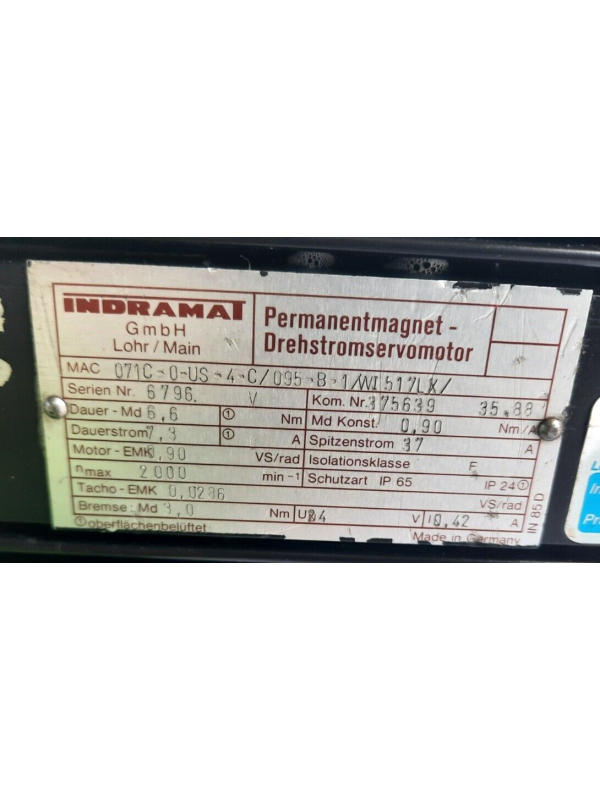 INDRAMAT
GmbH
Lohr/Main
Permanentmagnet-
Drehstromservomotor
MAC 071C-0-US-4-C/095-B-1/WI517LX/
Serien Nr. 6796. V Kom. Nr. 375639 35.88
Dauer-Md 6,6 ① Nm Md Konst. 0,90 Nm/A
Dauerstrom 7,3 ① A Spitzenstrom 37 A
Motor-EMK 0,90 VS/rad Isolationsklasse F
nmax 2000 min-1 Schutzart IP 65 IP 24①
Tacho-EMK 0,0286 VS/rad
Bremse: Md 3,0 Nm U 24 V I 0,42 A
①oberflächenbelüftet Made in Germany
IN 85 D